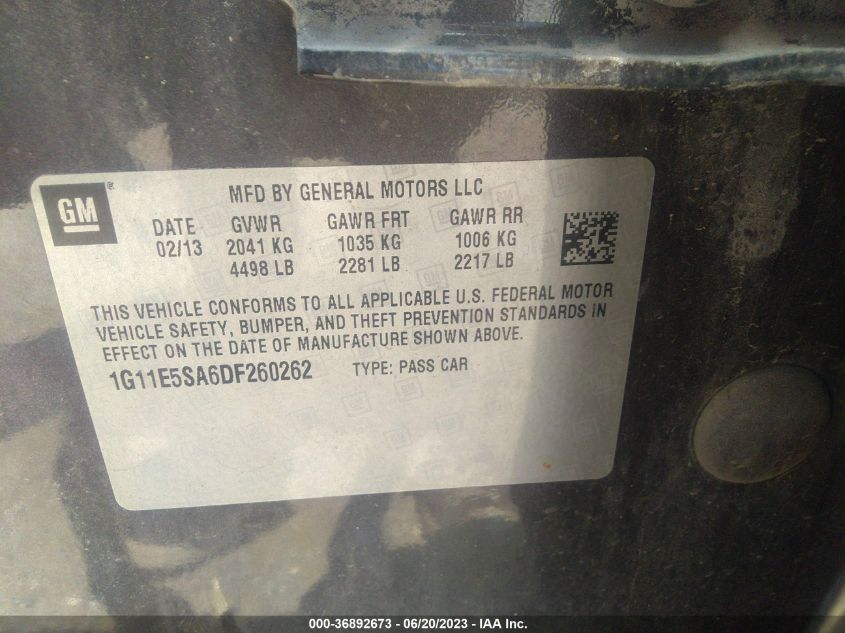 GM ®
MFD BY GENERAL MOTORS LLC
DATE GVWR GAWR FRT GAWR RR
02/13 2041 KG 1035 KG 1006 KG
4498 LB 2281 LB 2217 LB
THIS VEHICLE CONFORMS TO ALL APPLICABLE U.S. FEDERAL MOTOR
VEHICLE SAFETY, BUMPER, AND THEFT PREVENTION STANDARDS IN
EFFECT ON THE DATE OF MANUFACTURE SHOWN ABOVE.
1G11E5SA6DF260262 TYPE: PASS CAR
000-36892673 - 06/20/2023 - IAA Inc.